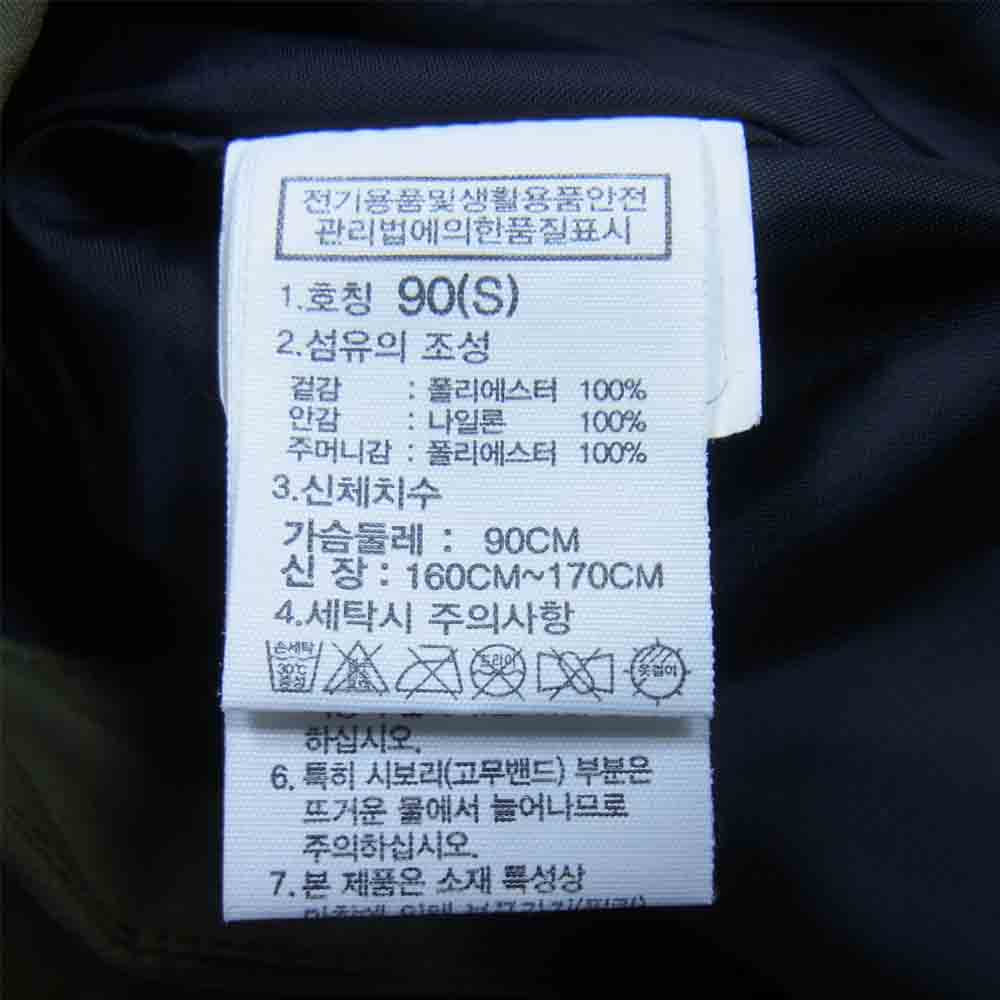 전기용품및생활용품안전
관리법에의한품질표시
1.호칭 90(S)
2.섬유의 조성
겉감 : 폴리에스터 100%
안감 : 나일론 100%
주머니감 : 폴리에스터 100%
3.신체치수
가슴둘레 : 90CM
신 장 : 160CM~170CM
4.세탁시 주의사항
손세탁
30℃
중성
드라이
옷걸이
하십시오.
6. 특히 시보리(고무밴드) 부분은
뜨거운 물에서 늘어나므로
주의하십시오.
7. 본 제품은 소재 특성상